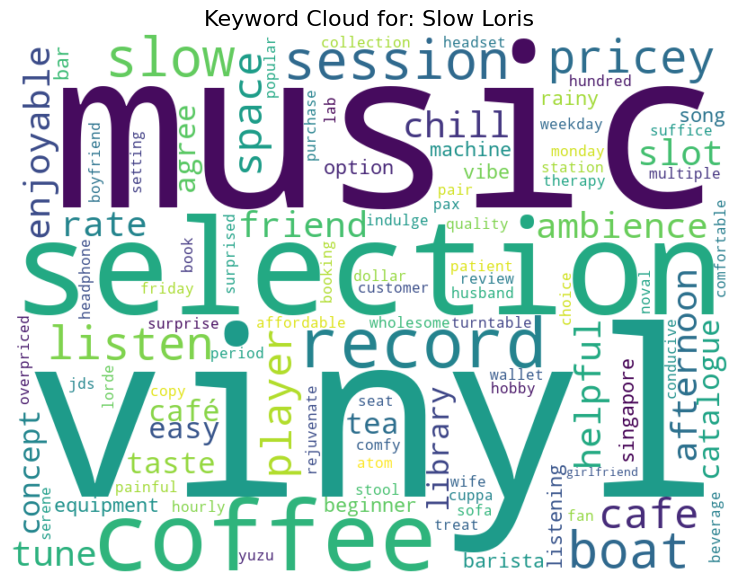 Keyword Cloud for: Slow Loris
music
vinyl
selection
coffee
record
session
slow
pricey
boat
listen
friend
ambience
cafe
player
space
chill
slot
tune
enjoyable
helpful
afternoon
catalogue
concept
library
rate
taste
café
easy
tea
agree
option
machine
vibe
bar
collection
headset
popular
lab
purchase
hundred
rainy
weekday
song
suffice
multiple
monday
station
therapy
pair
boyfriend
setting
indulge
quality
comfortable
headphone
book
surprised
friday
booking
dollar
customer
patient
review
husband
choice
noval
conducive
overpriced
surprise
period
affordable
wholesome
turntable
wallet
hobby
singapore
jds
lorde
copy
rejuvenate
seat
comfy
atom
stool
beginner
painful
hourly
equipment
serene
yuzu
wife
cuppa
sofa
treat
barista
listening
girlfriend
fan
beverage